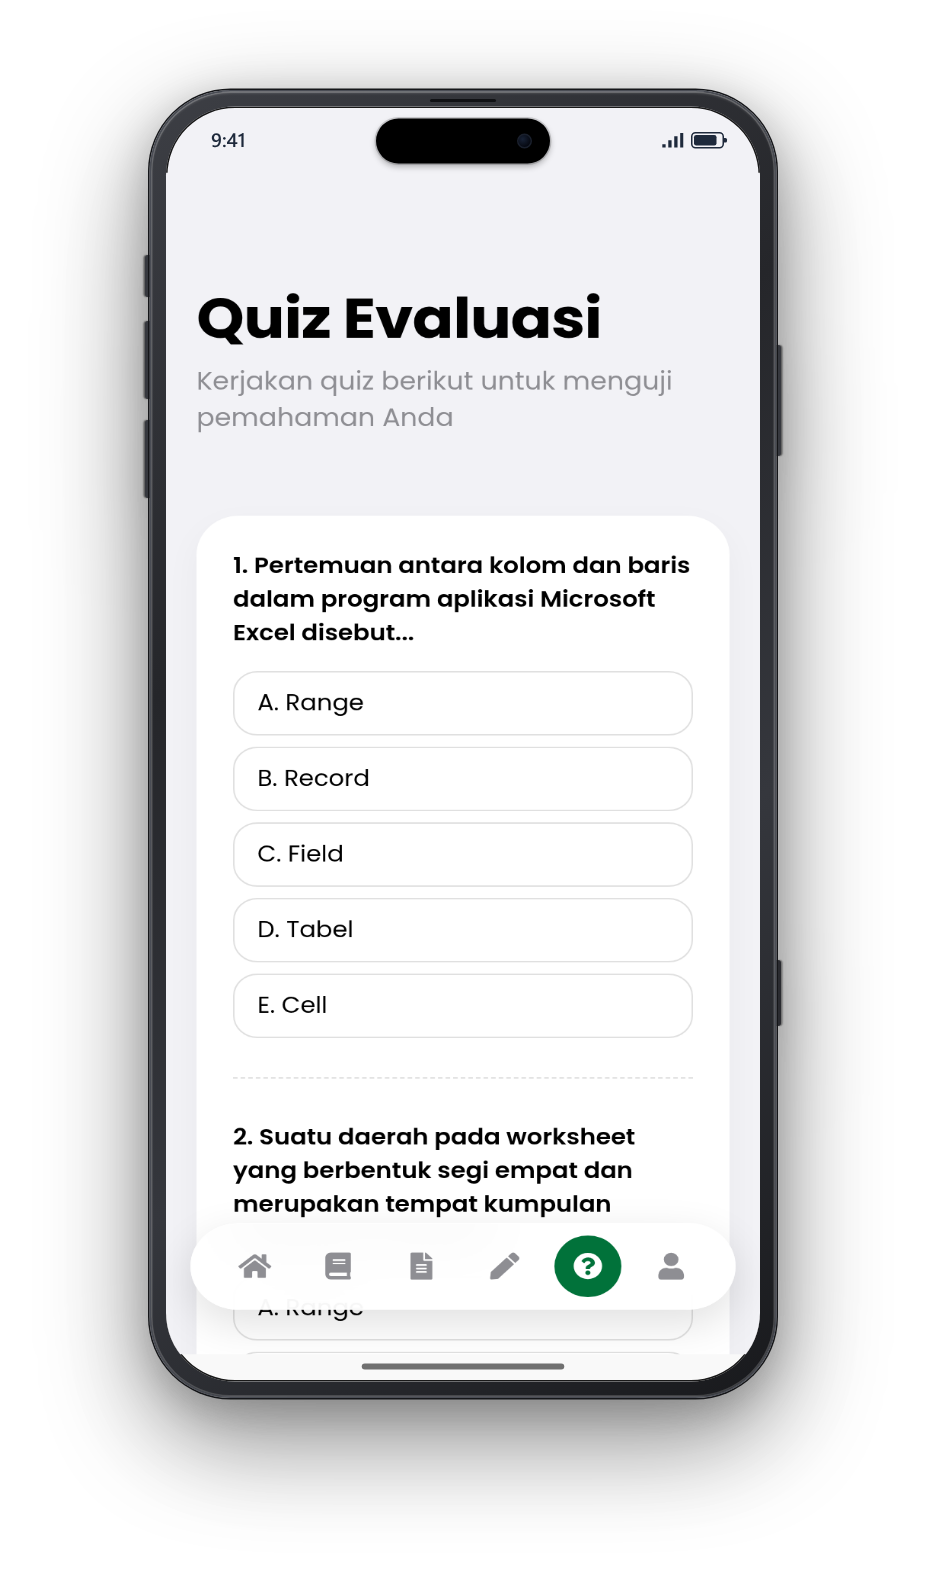 9:41
Quiz Evaluasi
Kerjakan quiz berikut untuk menguji
pemahaman Anda
1. Pertemuan antara kolom dan baris
dalam program aplikasi Microsoft
Excel disebut...
A. Range
B. Record
C. Field
D. Tabel
E. Cell
2. Suatu daerah pada worksheet
yang berbentuk segi empat dan
merupakan tempat kumpulan
A. Range